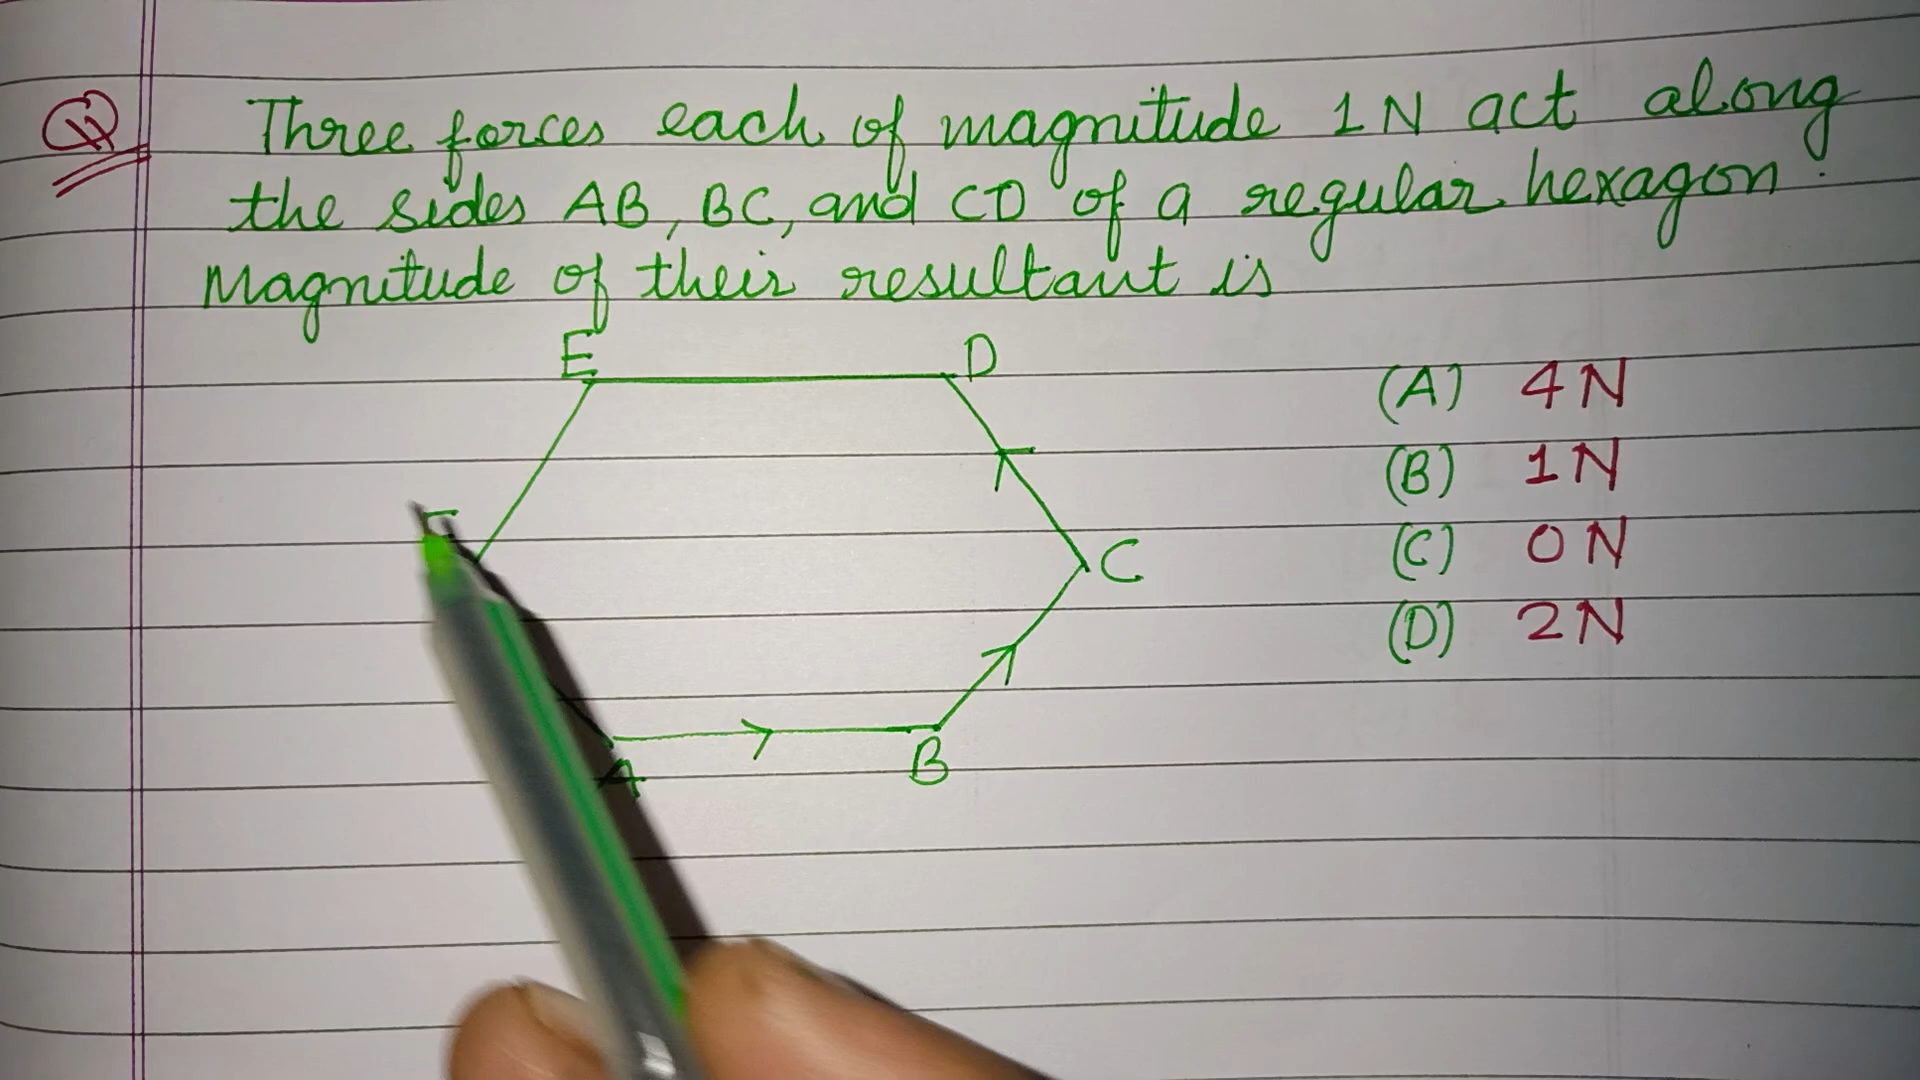 Q Three forces each of magnitude 1N act along
the sides AB, BC, and CD of a regular hexagon.
Magnitude of their resultant is
E D
(A) 4N
(B) 1N
C
(C) 0N
(D) 2N
A B